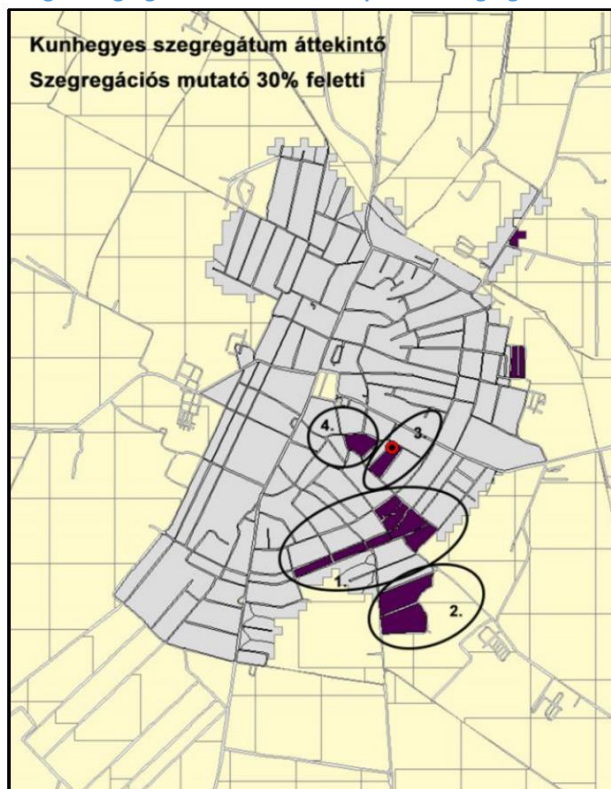 Kunhegyes szegregátum áttekintő
Szegregációs mutató 30% feletti
4.
3.
1.
2.